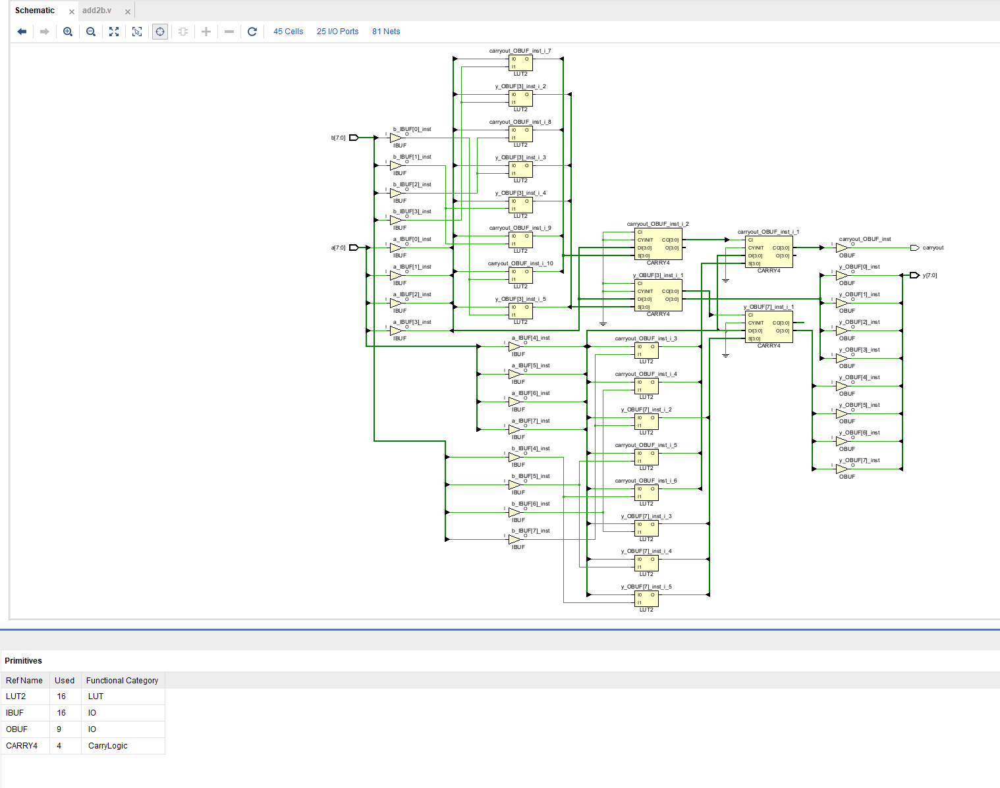 Schematic × add2b.v ×
45 Cells 25 I/O Ports 81 Nets
carryout_OBUF_inst_i_7
I0 O
I1
LUT2
y_OBUF[3]_inst_i_2
I0 O
I1
LUT2
carryout_OBUF_inst_i_8
I0 O
I1
LUT2
y_OBUF[3]_inst_i_3
I0 O
I1
LUT2
y_OBUF[3]_inst_i_4
I0 O
I1
LUT2
carryout_OBUF_inst_i_9
I0 O
I1
LUT2
carryout_OBUF_inst_i_10
I0 O
I1
LUT2
y_OBUF[3]_inst_i_5
I0 O
I1
LUT2
b[7:0]
b_IBUF[0]_inst
I O
IBUF
b_IBUF[1]_inst
I O
IBUF
b_IBUF[2]_inst
I O
IBUF
b_IBUF[3]_inst
I O
IBUF
a[7:0]
a_IBUF[0]_inst
I O
IBUF
a_IBUF[1]_inst
I O
IBUF
a_IBUF[2]_inst
I O
IBUF
a_IBUF[3]_inst
I O
IBUF
a_IBUF[4]_inst
I O
IBUF
a_IBUF[5]_inst
I O
IBUF
a_IBUF[6]_inst
I O
IBUF
a_IBUF[7]_inst
I O
IBUF
b_IBUF[4]_inst
I O
IBUF
b_IBUF[5]_inst
I O
IBUF
b_IBUF[6]_inst
I O
IBUF
b_IBUF[7]_inst
I O
IBUF
carryout_OBUF_inst_i_2
CI
CYINIT CO[3:0]
DI[3:0] O[3:0]
S[3:0]
CARRY4
y_OBUF[3]_inst_i_1
CI
CYINIT CO[3:0]
DI[3:0] O[3:0]
S[3:0]
CARRY4
carryout_OBUF_inst_i_3
I0 O
I1
LUT2
carryout_OBUF_inst_i_4
I0 O
I1
LUT2
y_OBUF[7]_inst_i_2
I0 O
I1
LUT2
carryout_OBUF_inst_i_5
I0 O
I1
LUT2
carryout_OBUF_inst_i_6
I0 O
I1
LUT2
y_OBUF[7]_inst_i_3
I0 O
I1
LUT2
y_OBUF[7]_inst_i_4
I0 O
I1
LUT2
y_OBUF[7]_inst_i_5
I0 O
I1
LUT2
carryout_OBUF_inst_i_1
CI
CYINIT CO[3:0]
DI[3:0] O[3:0]
S[3:0]
CARRY4
y_OBUF[7]_inst_i_1
CI
CYINIT CO[3:0]
DI[3:0] O[3:0]
S[3:0]
CARRY4
carryout_OBUF_inst
I O
OBUF
carryout
y_OBUF[0]_inst
I O
OBUF
y[7:0]
y_OBUF[1]_inst
I O
OBUF
y_OBUF[2]_inst
I O
OBUF
y_OBUF[3]_inst
I O
OBUF
y_OBUF[4]_inst
I O
OBUF
y_OBUF[5]_inst
I O
OBUF
y_OBUF[6]_inst
I O
OBUF
y_OBUF[7]_inst
I O
OBUF
Primitives
Ref Name Used Functional Category
LUT2 16 LUT
IBUF 16 IO
OBUF 9 IO
CARRY4 4 CarryLogic